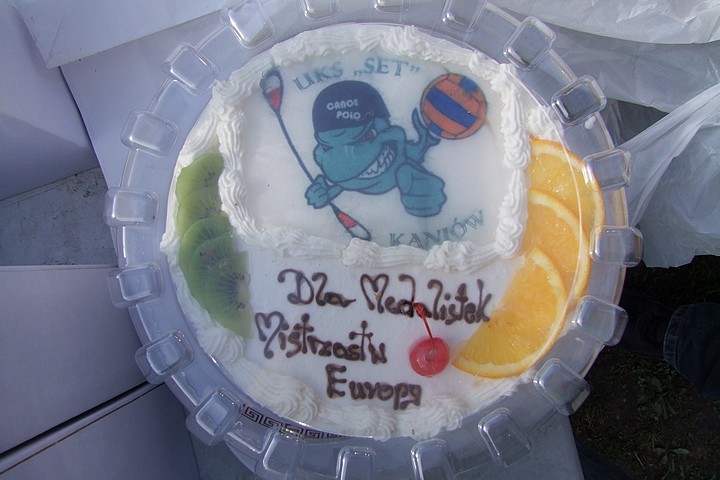 UKS „SET”
CANOE
POLO
KANIÓW
Dla Medalistek
Mistrzostw
Europy